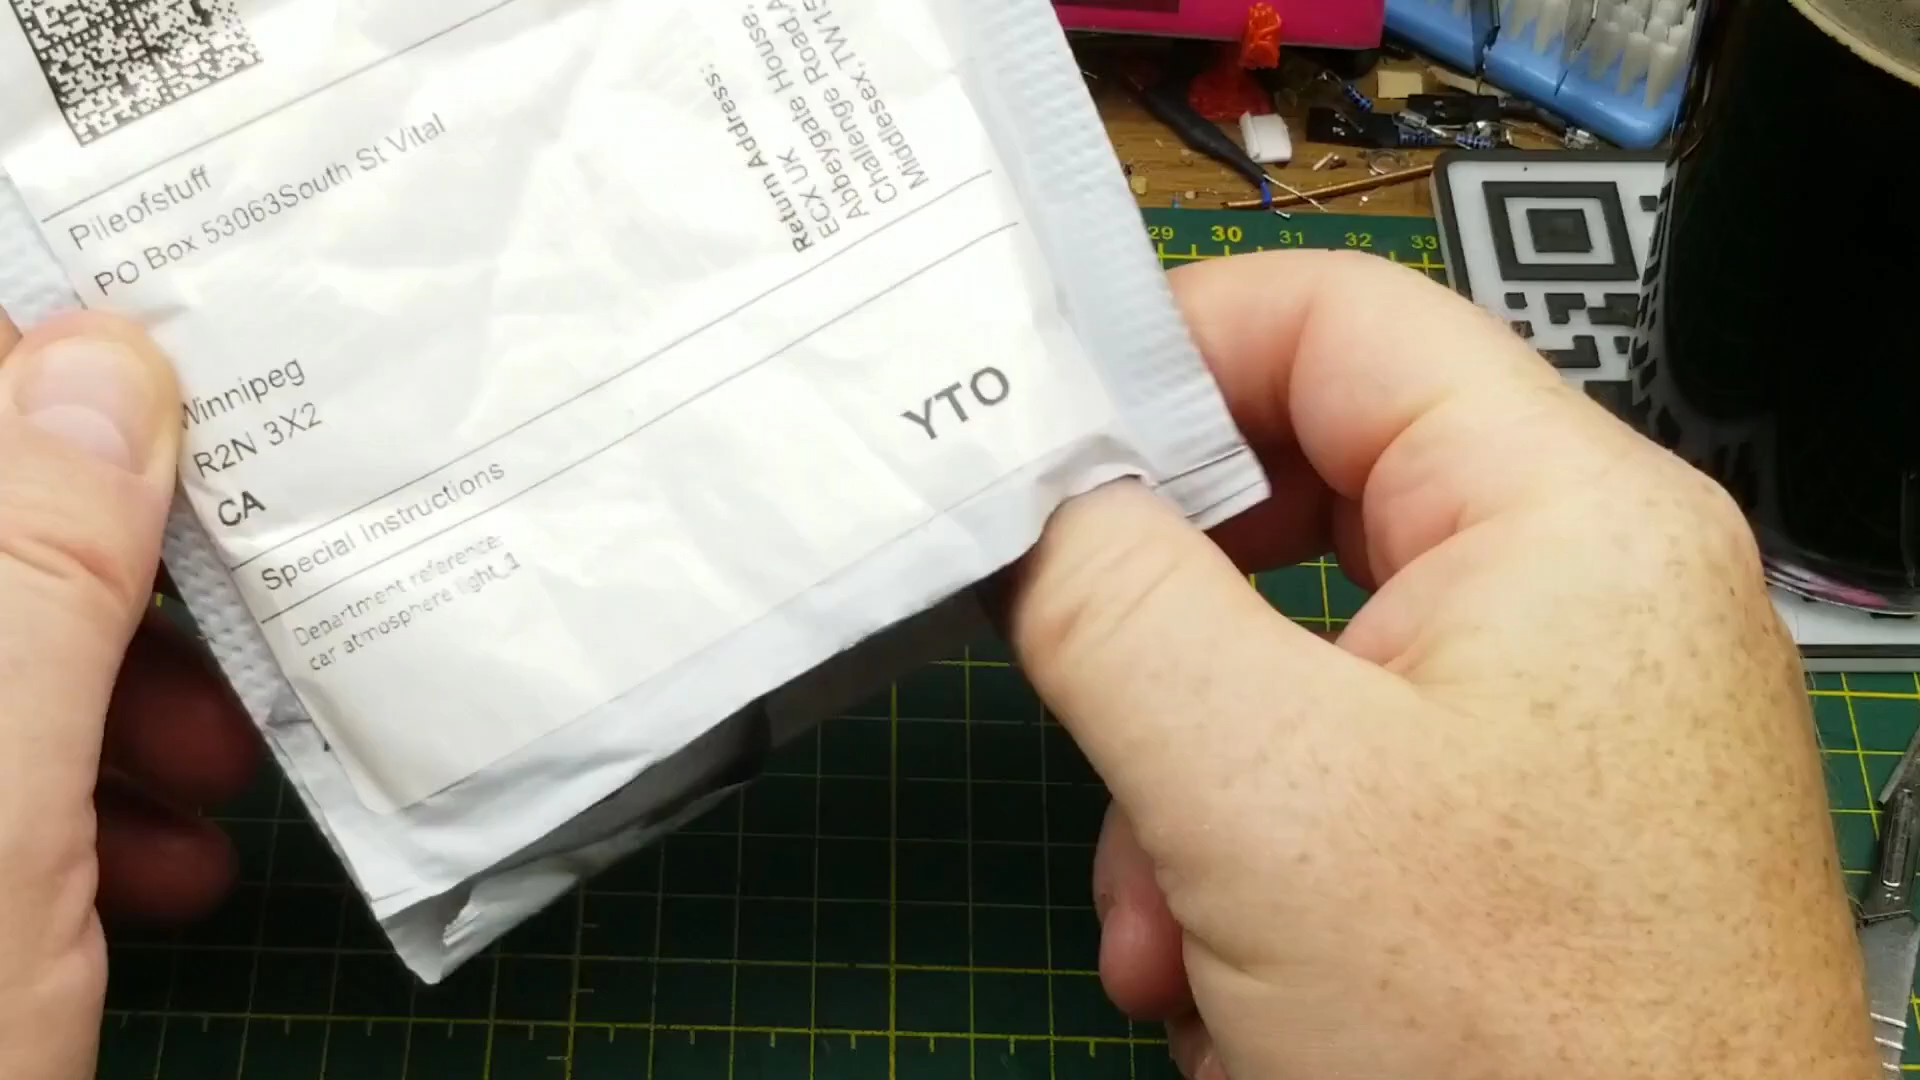 Pileofstuff
PO Box 53063South St Vital
Winnipeg
R2N 3X2
CA
Return Address:
ECX UK
Abbeygate House,
Challenge Road,A
Middlesex,TW15
YTO
Special Instructions
Department reference:
car atmosphere light_1
29 30 31 32 33